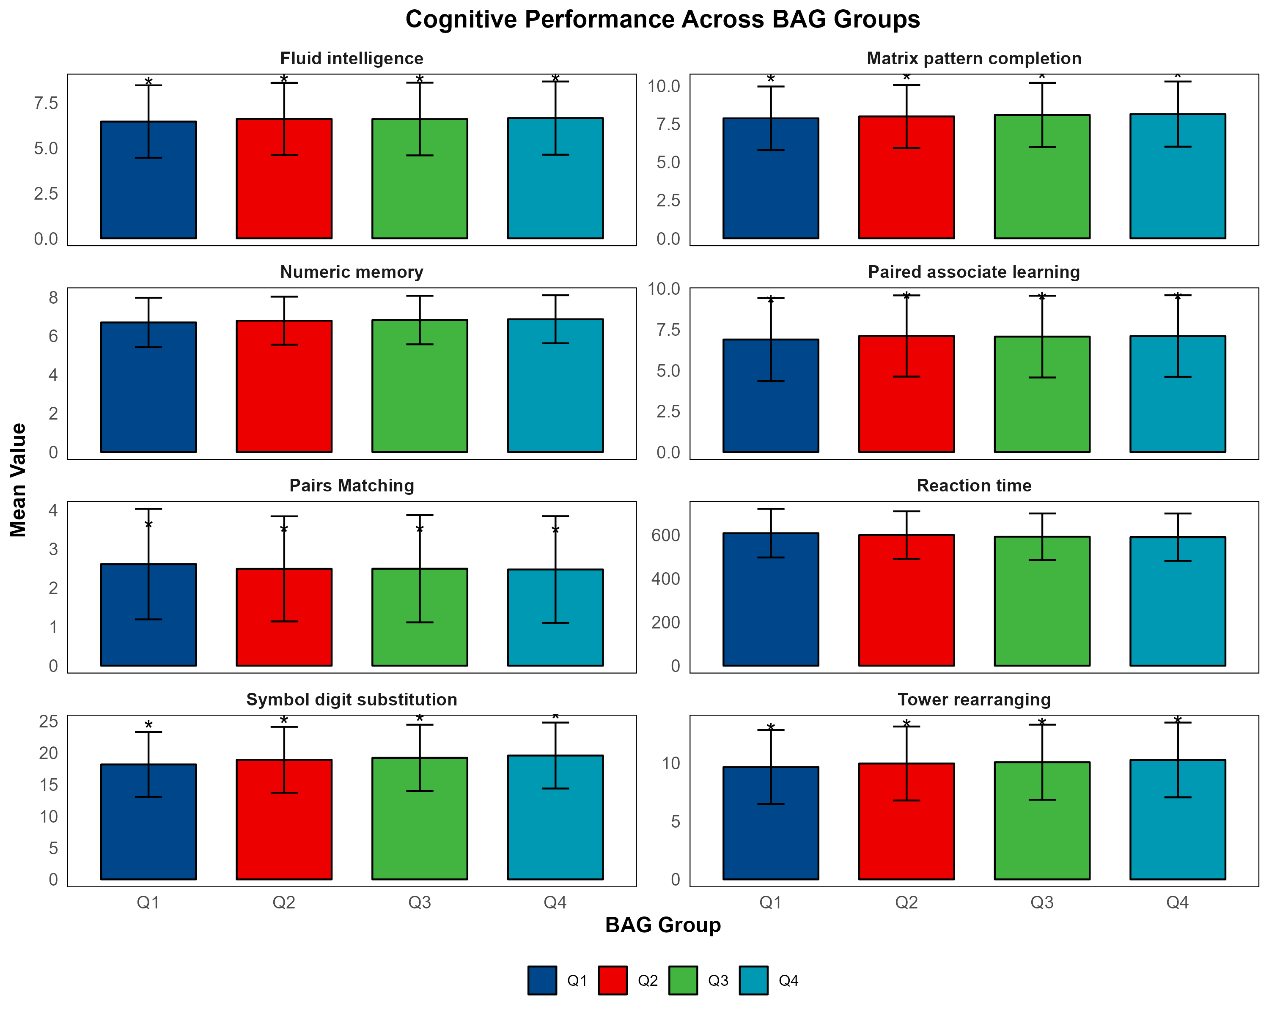 Cognitive Performance Across BAG Groups
Fluid intelligence
Matrix pattern completion
* * * *
* * * *
7.5
5.0
2.5
0.0
10.0
7.5
5.0
2.5
0.0
Numeric memory
Paired associate learning
* * * *
8
6
4
2
0
10.0
7.5
5.0
2.5
0.0
Pairs Matching
Reaction time
* * * *
4
3
2
1
0
600
400
200
0
Symbol digit substitution
Tower rearranging
* * * *
* * * *
25
20
15
10
5
0
10
5
0
Q1 Q2 Q3 Q4
Q1 Q2 Q3 Q4
Mean Value
BAG Group
Q1 Q2 Q3 Q4